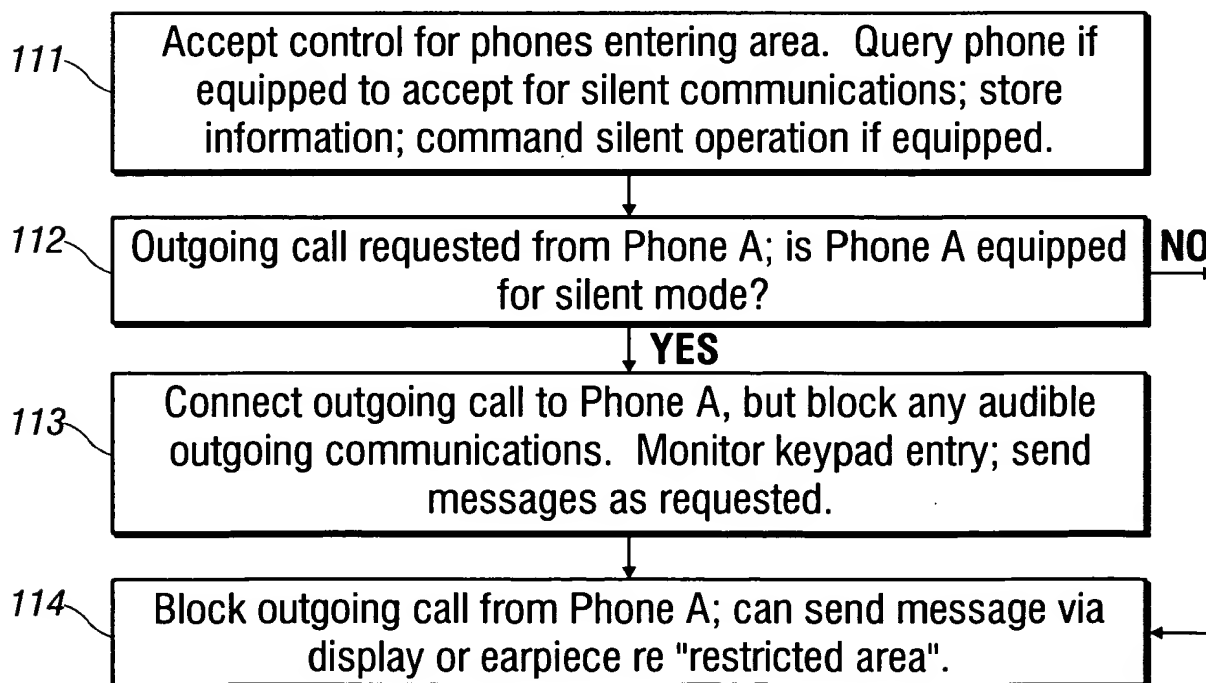 111
Accept control for phones entering area. Query phone if
equipped to accept for silent communications; store
information; command silent operation if equipped.
112
Outgoing call requested from Phone A; is Phone A equipped
for silent mode?
NO
YES
113
Connect outgoing call to Phone A, but block any audible
outgoing communications. Monitor keypad entry; send
messages as requested.
114
Block outgoing call from Phone A; can send message via
display or earpiece re "restricted area".